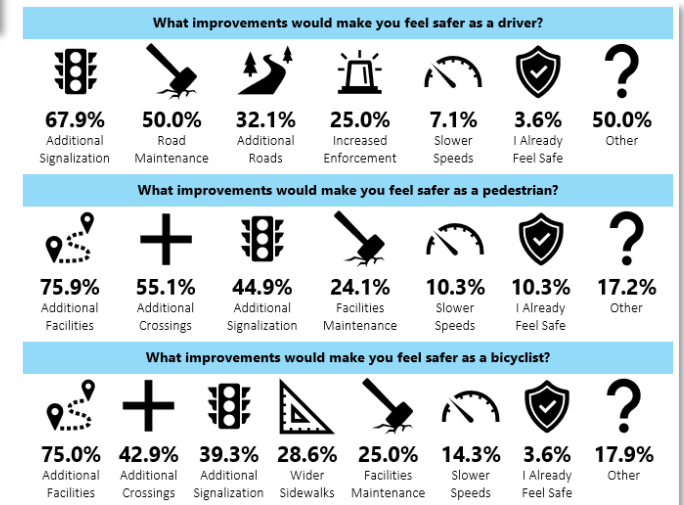 What improvements would make you feel safer as a driver?
67.9% 50.0% 32.1% 25.0% 7.1% 3.6% 50.0%
Additional Road Additional Increased Slower I Already Other
Signalization Maintenance Roads Enforcement Speeds Feel Safe
What improvements would make you feel safer as a pedestrian?
75.9% 55.1% 44.9% 24.1% 10.3% 10.3% 17.2%
Additional Additional Additional Facilities Slower I Already Other
Facilities Crossings Signalization Maintenance Speeds Feel Safe
What improvements would make you feel safer as a bicyclist?
75.0% 42.9% 39.3% 28.6% 25.0% 14.3% 3.6% 17.9%
Additional Additional Additional Wider Facilities Slower I Already Other
Facilities Crossings Signalization Sidewalks Maintenance Speeds Feel Safe